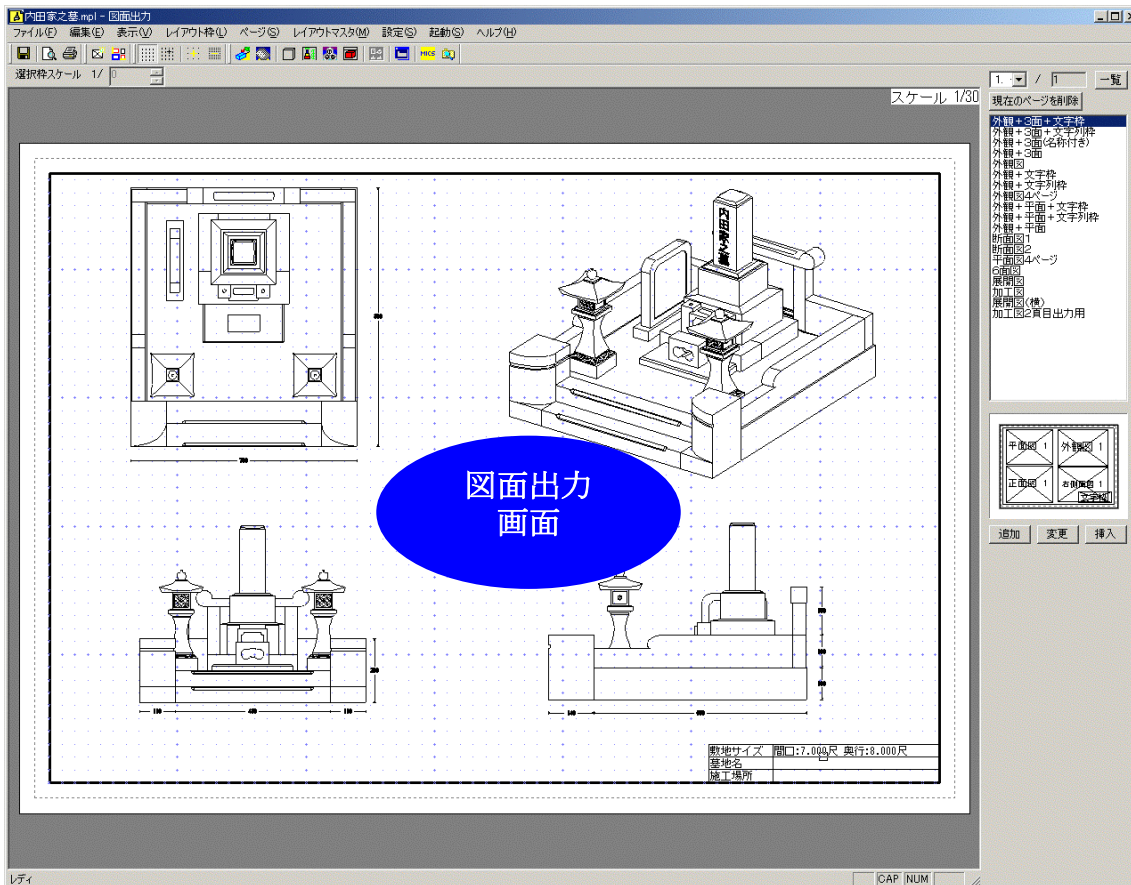 内田家之墓.mpl - 図面出力
ファイル(F) 編集(E) 表示(V) レイアウト枠(L) ページ(S) レイアウトマスタ(M) 設定(S) 起動(S) ヘルプ(H)
MICS
選択枠スケール 1/ 0
1. / 1 一覧
スケール 1/30
現在のページを削除
外観+3面+文字枠
外観+3面+文字列枠
外観+3面(名称付き)
外観+3面
外観図
外観+文字枠
外観+文字列枠
外観図4ページ
外観+平面+文字枠
外観+平面+文字列枠
外観+平面
断面図1
断面図2
平面図4ページ
6面図
展開図
加工図
展開図(横)
加工図2頁目出力用
内田家之墓
平面図 1 外観図 1
正面図 1 右側面図 1
文字枠
追加 変更 挿入
図面出力
画面
敷地サイズ 間口:7.000尺 奥行:8.000尺
墓地名
施工場所
レディ CAP NUM